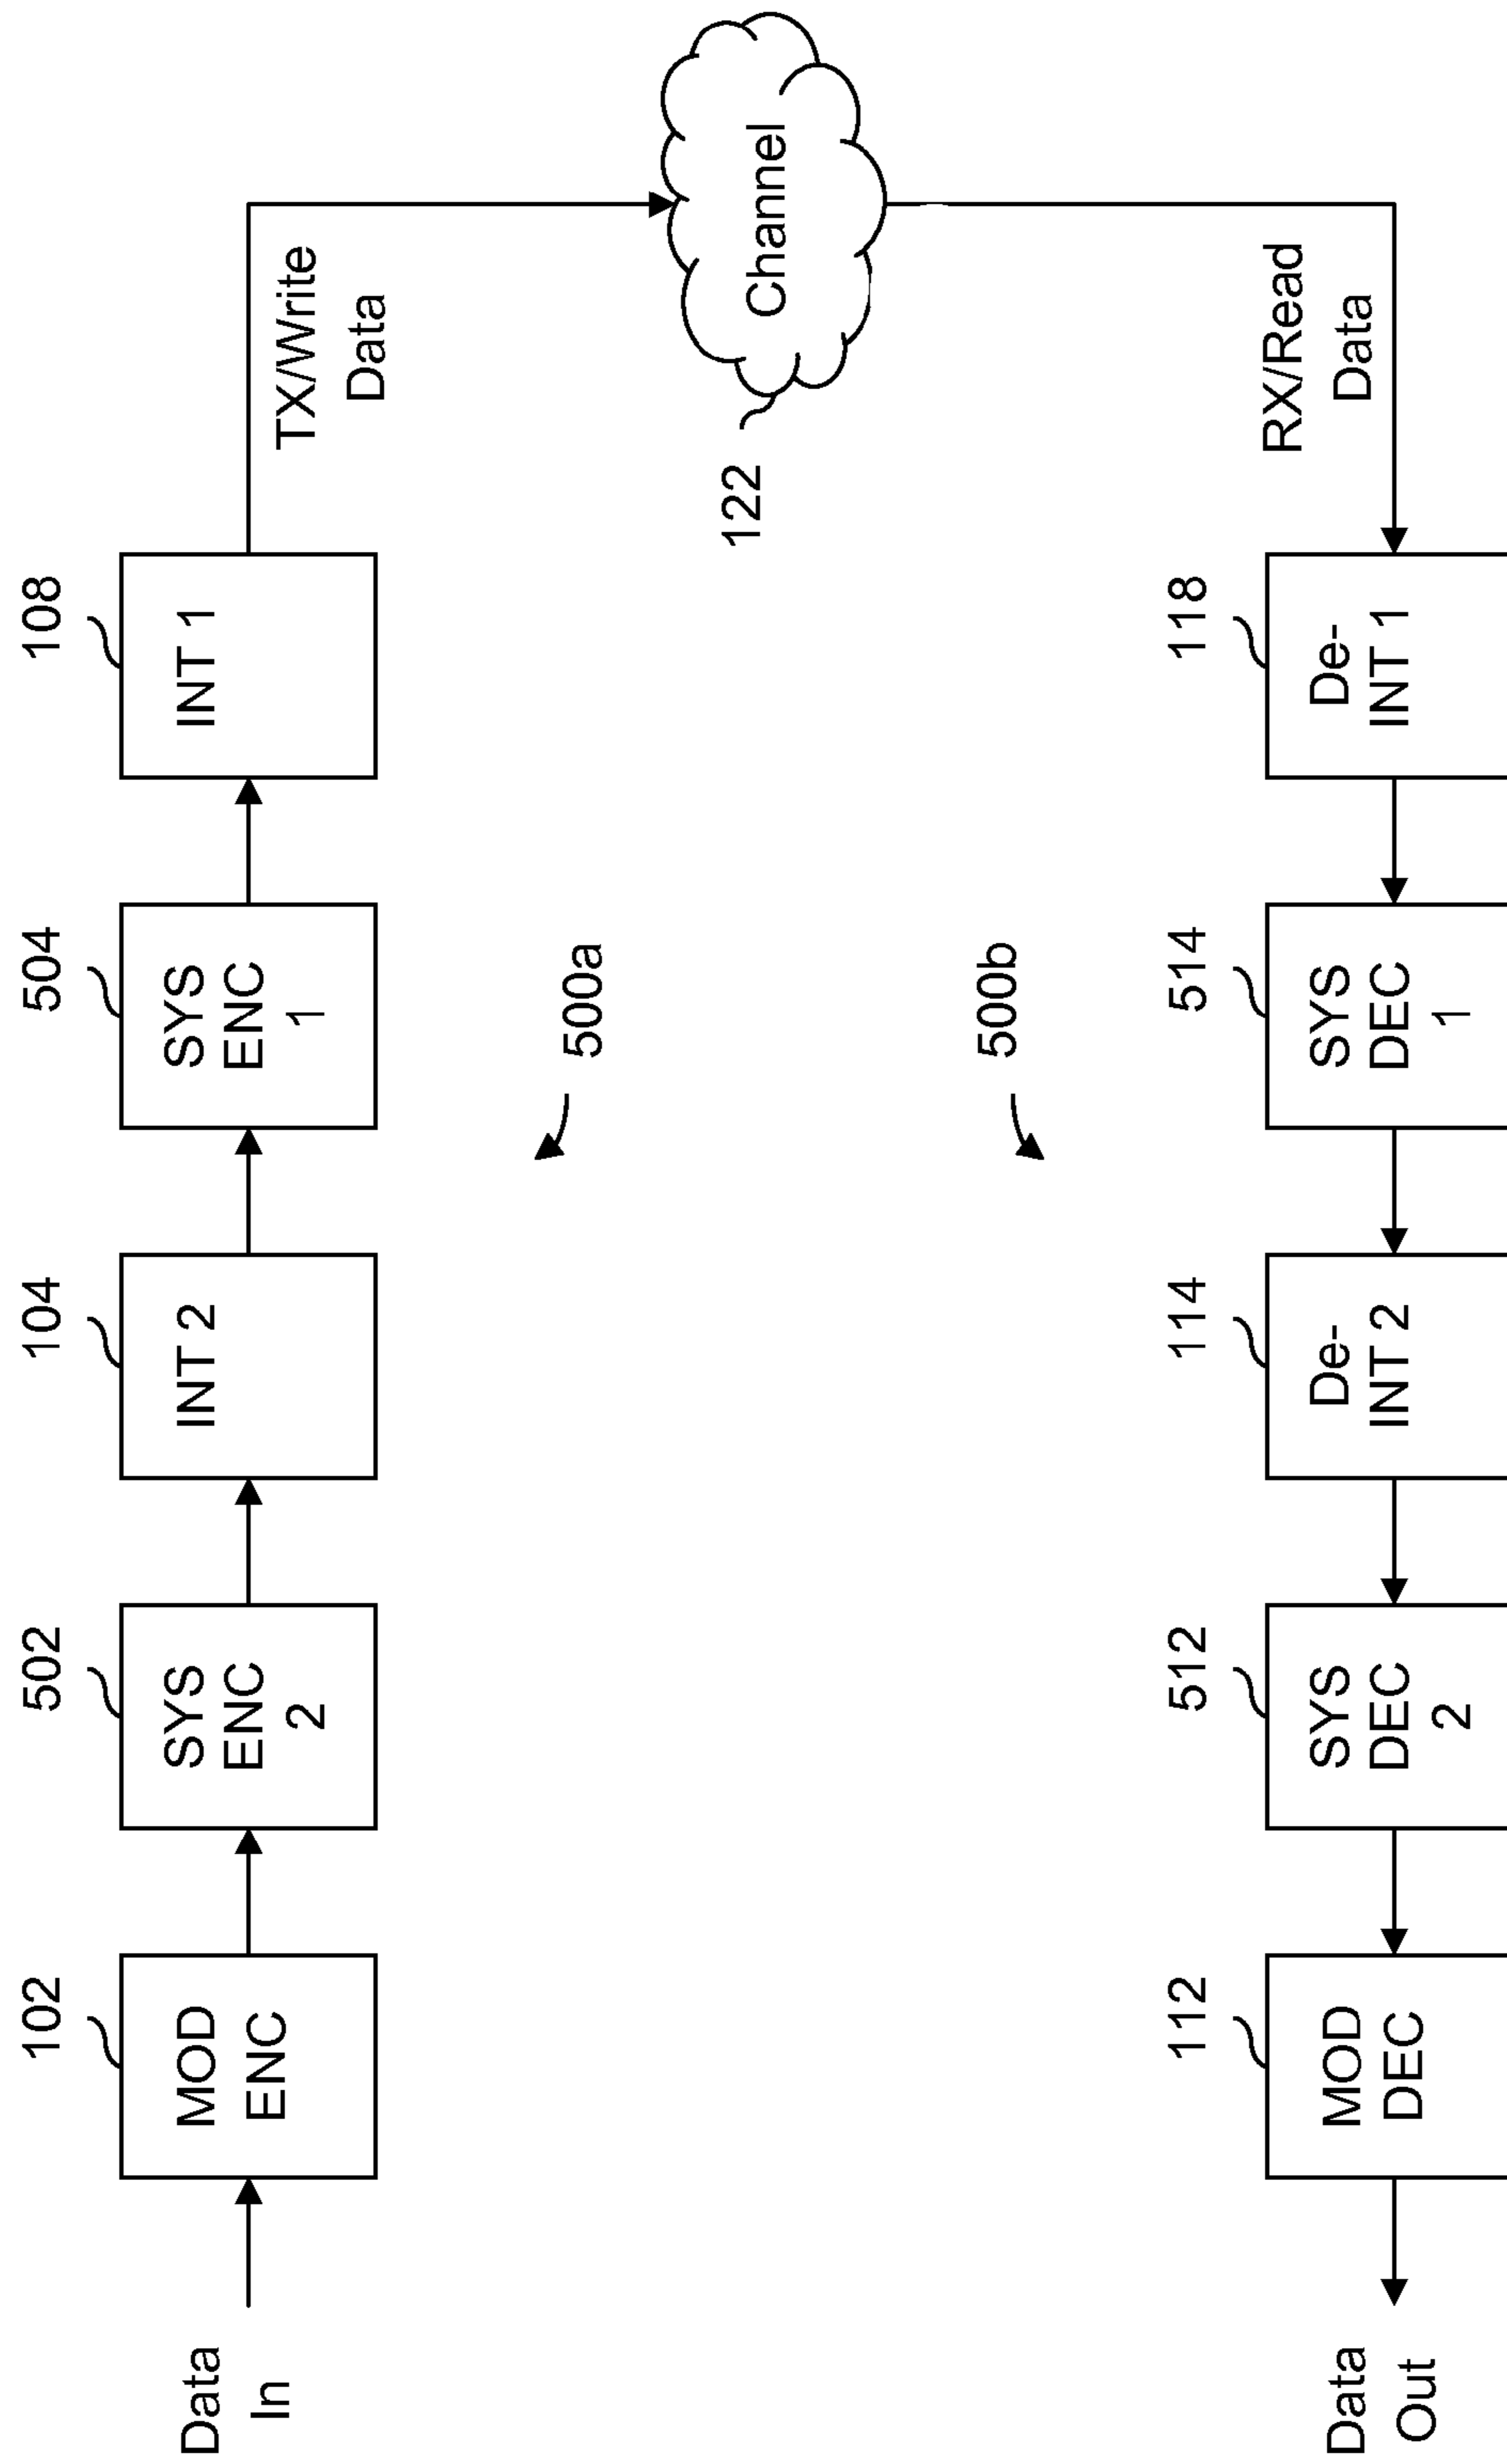 102
502
104
504
108
Data
In
MOD
ENC
SYS
ENC
2
INT 2
SYS
ENC
1
INT 1
TX/Write
Data
500a
122
Channel
500b
112
512
114
514
118
RX/Read
Data
Data
Out
MOD
DEC
SYS
DEC
2
De-
INT 2
SYS
DEC
1
De-
INT 1